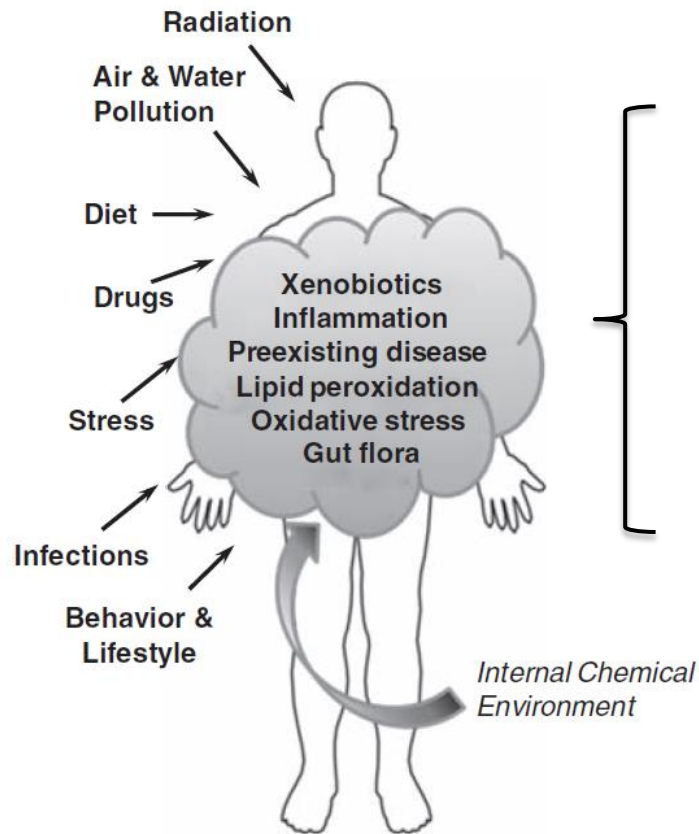 Radiation
Air & Water
Pollution
Diet
Drugs
Stress
Infections
Behavior &
Lifestyle
Xenobiotics
Inflammation
Preexisting disease
Lipid peroxidation
Oxidative stress
Gut flora
Internal Chemical
Environment